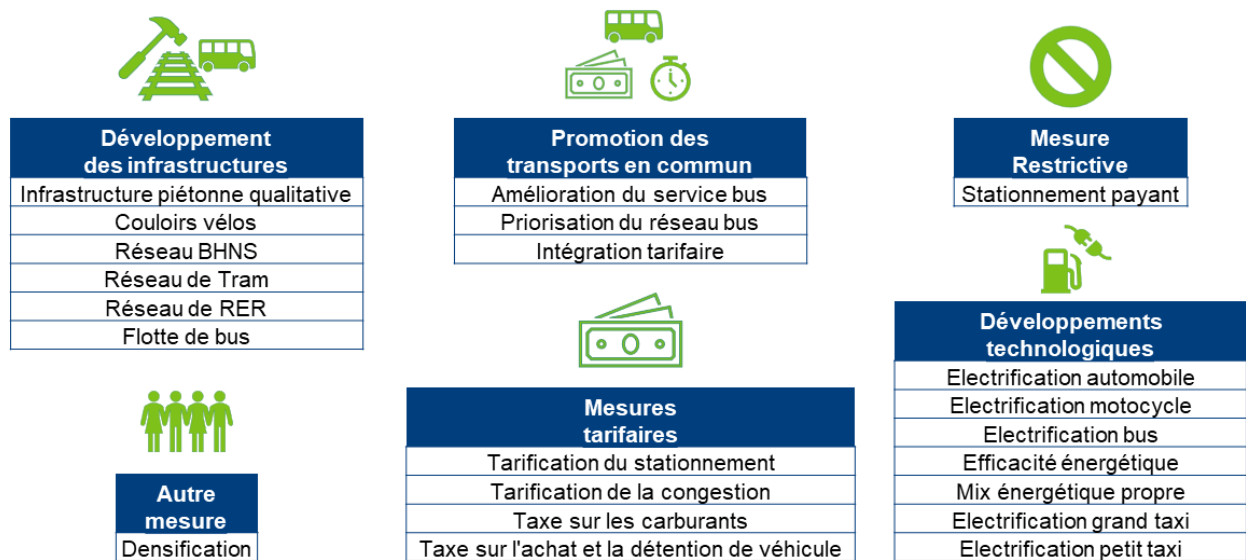 Développement
des infrastructures
Infrastructure piétonne qualitative
Couloirs vélos
Réseau BHNS
Réseau de Tram
Réseau de RER
Flotte de bus
Promotion des
transports en commun
Amélioration du service bus
Priorisation du réseau bus
Intégration tarifaire
Mesure
Restrictive
Stationnement payant
Autre
mesure
Densification
Mesures
tarifaires
Tarification du stationnement
Tarification de la congestion
Taxe sur les carburants
Taxe sur l'achat et la détention de véhicule
Développements
technologiques
Electrification automobile
Electrification motocycle
Electrification bus
Efficacité énergétique
Mix énergétique propre
Electrification grand taxi
Electrification petit taxi